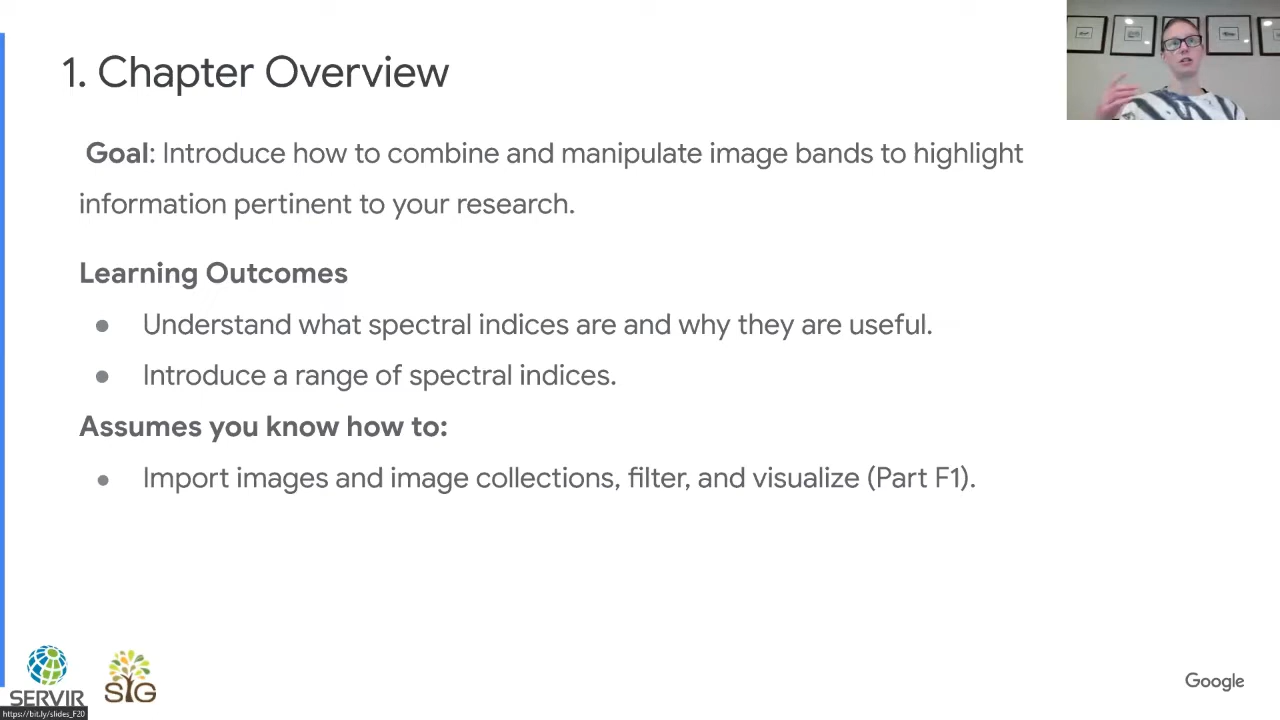 1. Chapter Overview
Goal: Introduce how to combine and manipulate image bands to highlight
information pertinent to your research.
Learning Outcomes
● Understand what spectral indices are and why they are useful.
● Introduce a range of spectral indices.
Assumes you know how to:
● Import images and image collections, filter, and visualize (Part F1).
SERVIR
SIG
Google
https://bit.ly/slides_F20